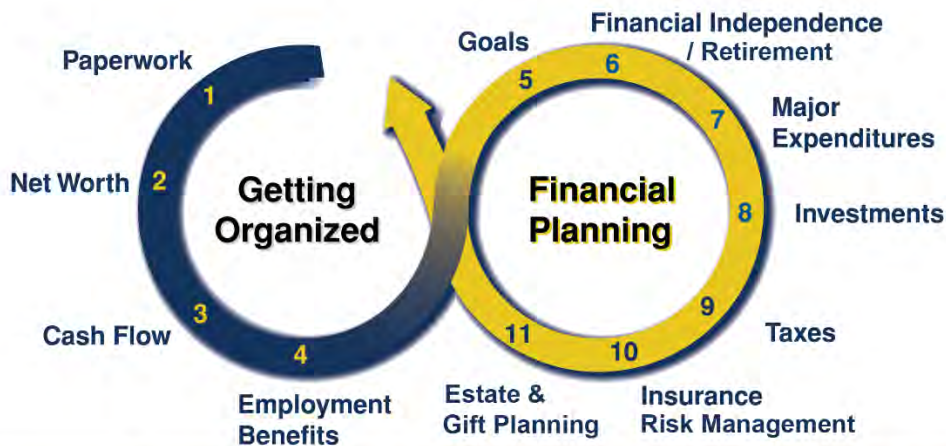 Paperwork
1
Net Worth
2
Cash Flow
3
4
Employment
Benefits
Getting
Organized
Goals
5
Financial Independence
/ Retirement
6
7
Major
Expenditures
8
Investments
9
Taxes
10
Insurance
Risk Management
11
Estate &
Gift Planning
Financial
Planning